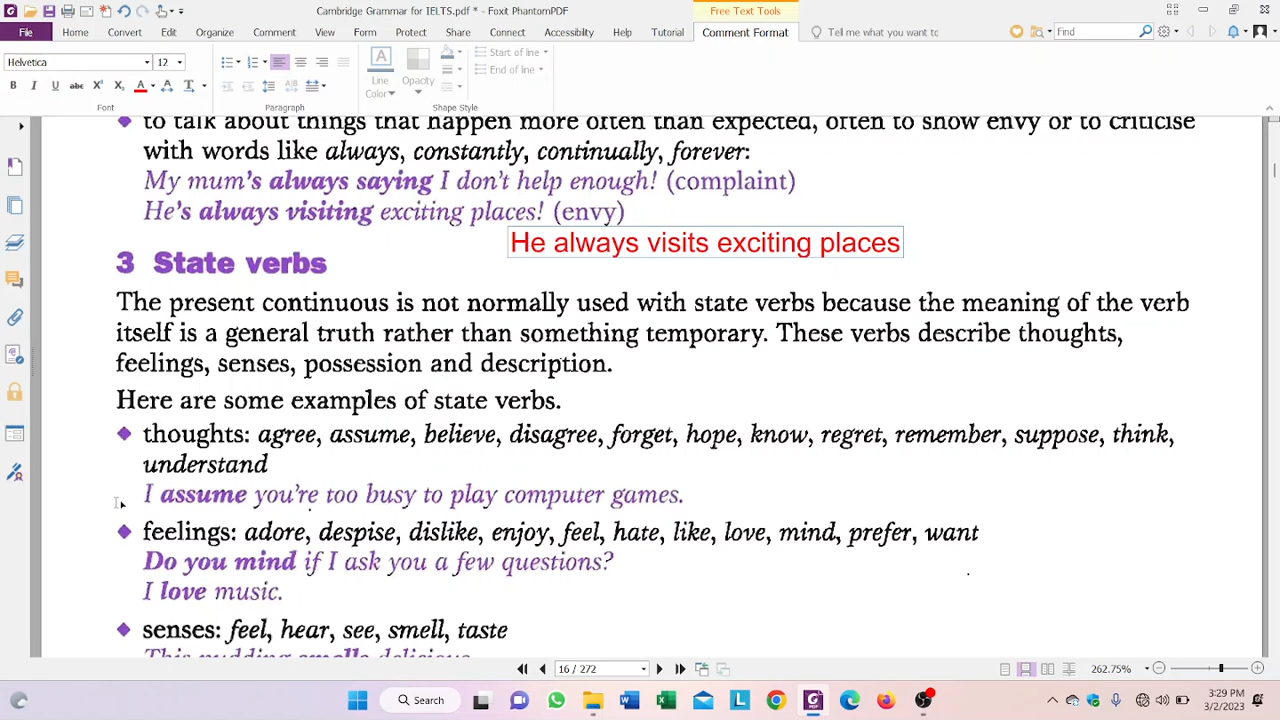 Cambridge Grammar for IELTS.pdf * - Foxit PhantomPDF
Free Text Tools
File Home Convert Edit Organize Comment View Form Protect Share Connect Accessibility Help Tutorial Comment Format Tell me what you want to Find
Helvetica 12 Start of line
Line Color Opacity End of line
B I U abc X² X₂ A T
Font Paragraph Shape Style
to talk about things that happen more often than expected, often to show envy or to criticise
with words like always, constantly, continually, forever:
My mum's always saying I don't help enough! (complaint)
He's always visiting exciting places! (envy)
He always visits exciting places
3 State verbs
The present continuous is not normally used with state verbs because the meaning of the verb
itself is a general truth rather than something temporary. These verbs describe thoughts,
feelings, senses, possession and description.
Here are some examples of state verbs.
thoughts: agree, assume, believe, disagree, forget, hope, know, regret, remember, suppose, think,
understand
I assume you're too busy to play computer games.
feelings: adore, despise, dislike, enjoy, feel, hate, like, love, mind, prefer, want
Do you mind if I ask you a few questions?
I love music.
senses: feel, hear, see, smell, taste
This pudding smells delicious.
16 / 272 262.75%
Search
3:29 PM
3/2/2023